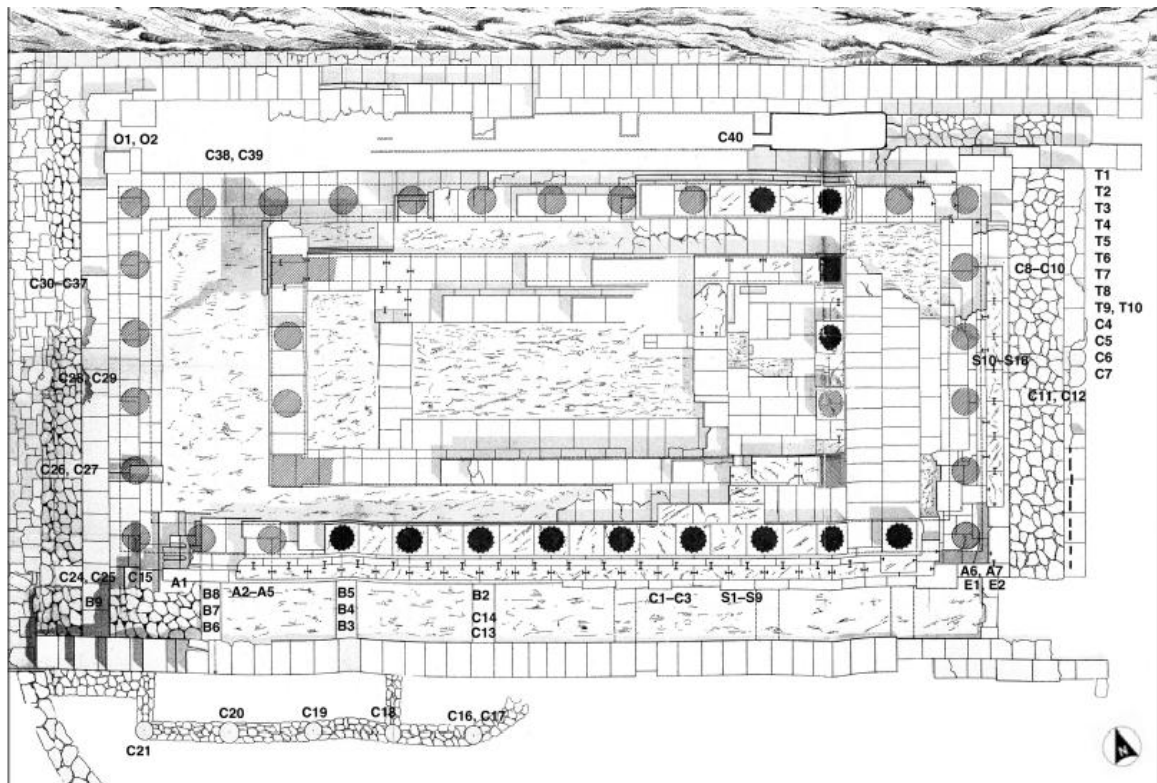 O1, O2
C38, C39
C40
T1
T2
T3
T4
T5
T6
T7
T8
T9, T10
C4
C5
C6
C7
C8–C10
C30–C37
S10–S18
C28, C29
C11, C12
C26, C27
C24, C25
C15
A1
B9
B8
B7
B6
A2–A5
B5
B4
B3
B2
C14
C13
C1–C3
S1–S9
A6, A7
E1, E2
C21
C20
C19
C18
C16, C17
N